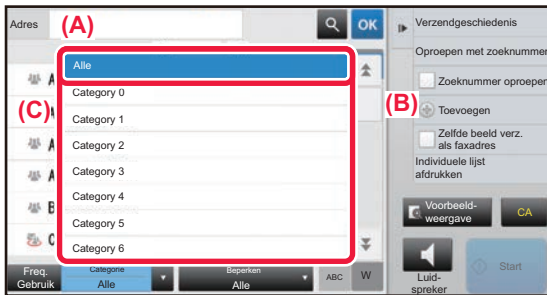 Adres
(A)
OK
Alle
Category 0
Category 1
Category 2
Category 3
Category 4
Category 5
Category 6
(C)
A
A
A
B
C
Freq.
Gebruik
Categorie
Alle
Beperken
Alle
ABC
W
(B)
Verzendgeschiedenis
Oproepen met zoeknummer
Zoeknummer oproepen
Toevoegen
Zelfde beeld verz.
als faxadres
Individuele lijst
afdrukken
Voorbeeld-
weergave
CA
Luid-
spreker
Start